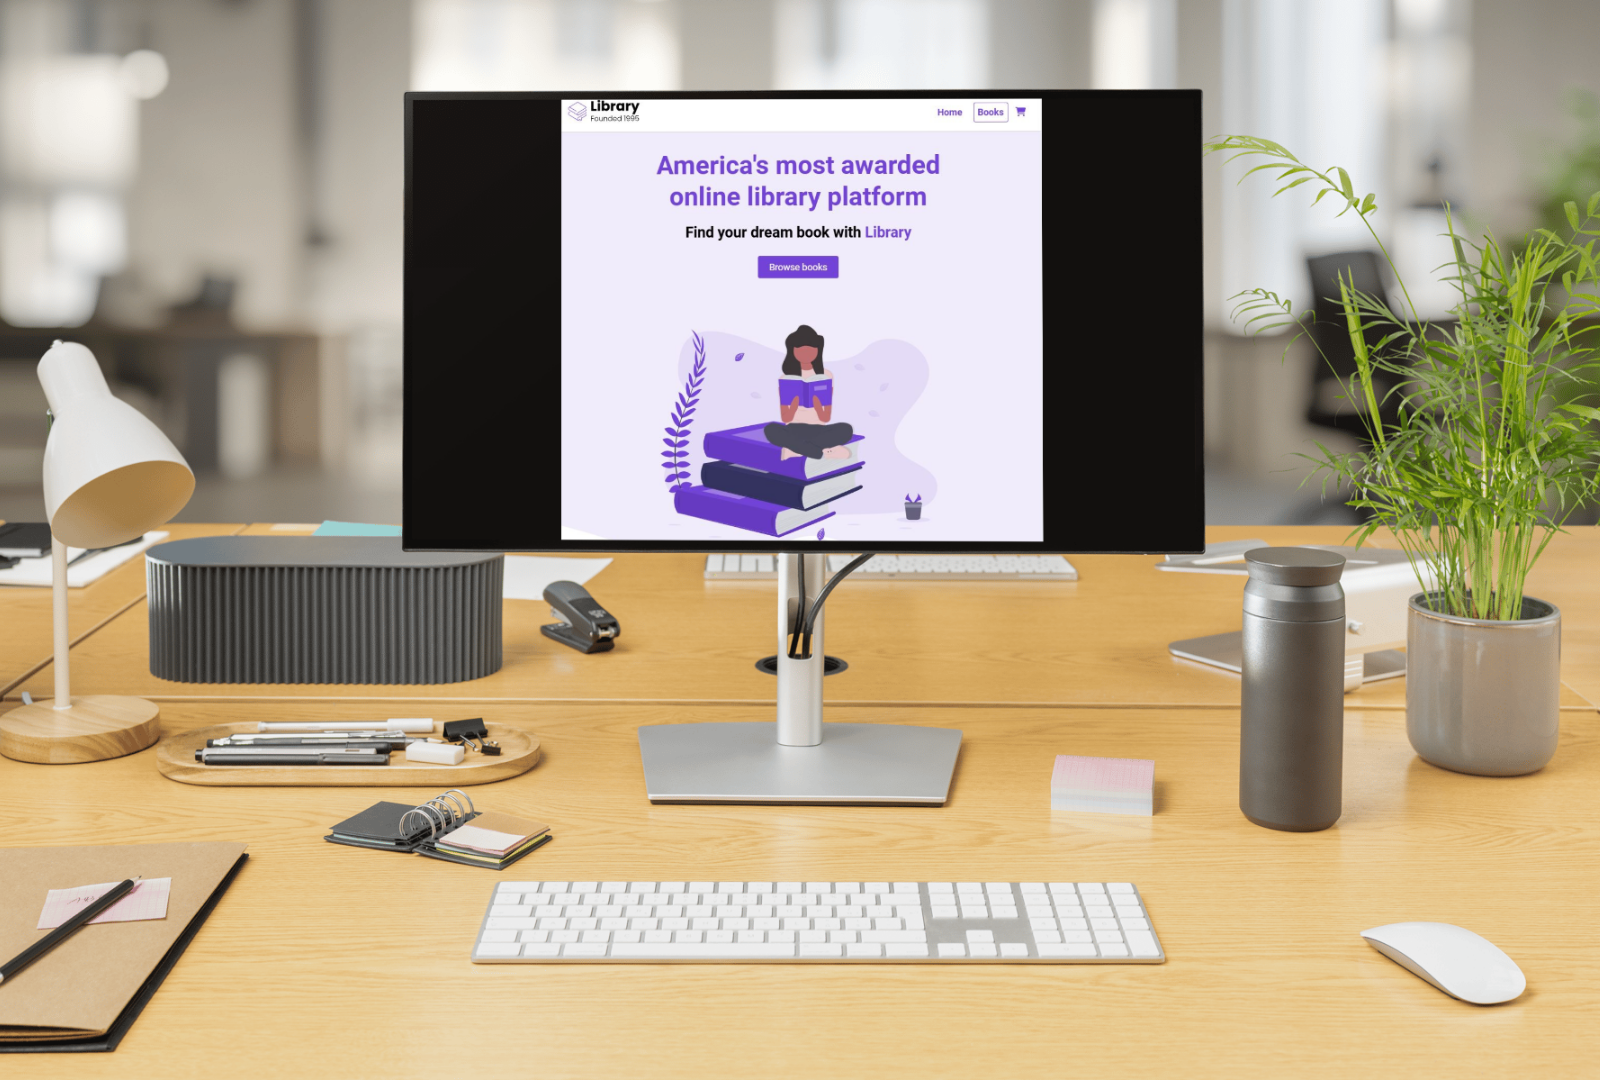 Library
Founded 1995
Home
Books
America's most awarded
online library platform
Find your dream book with Library
Browse books